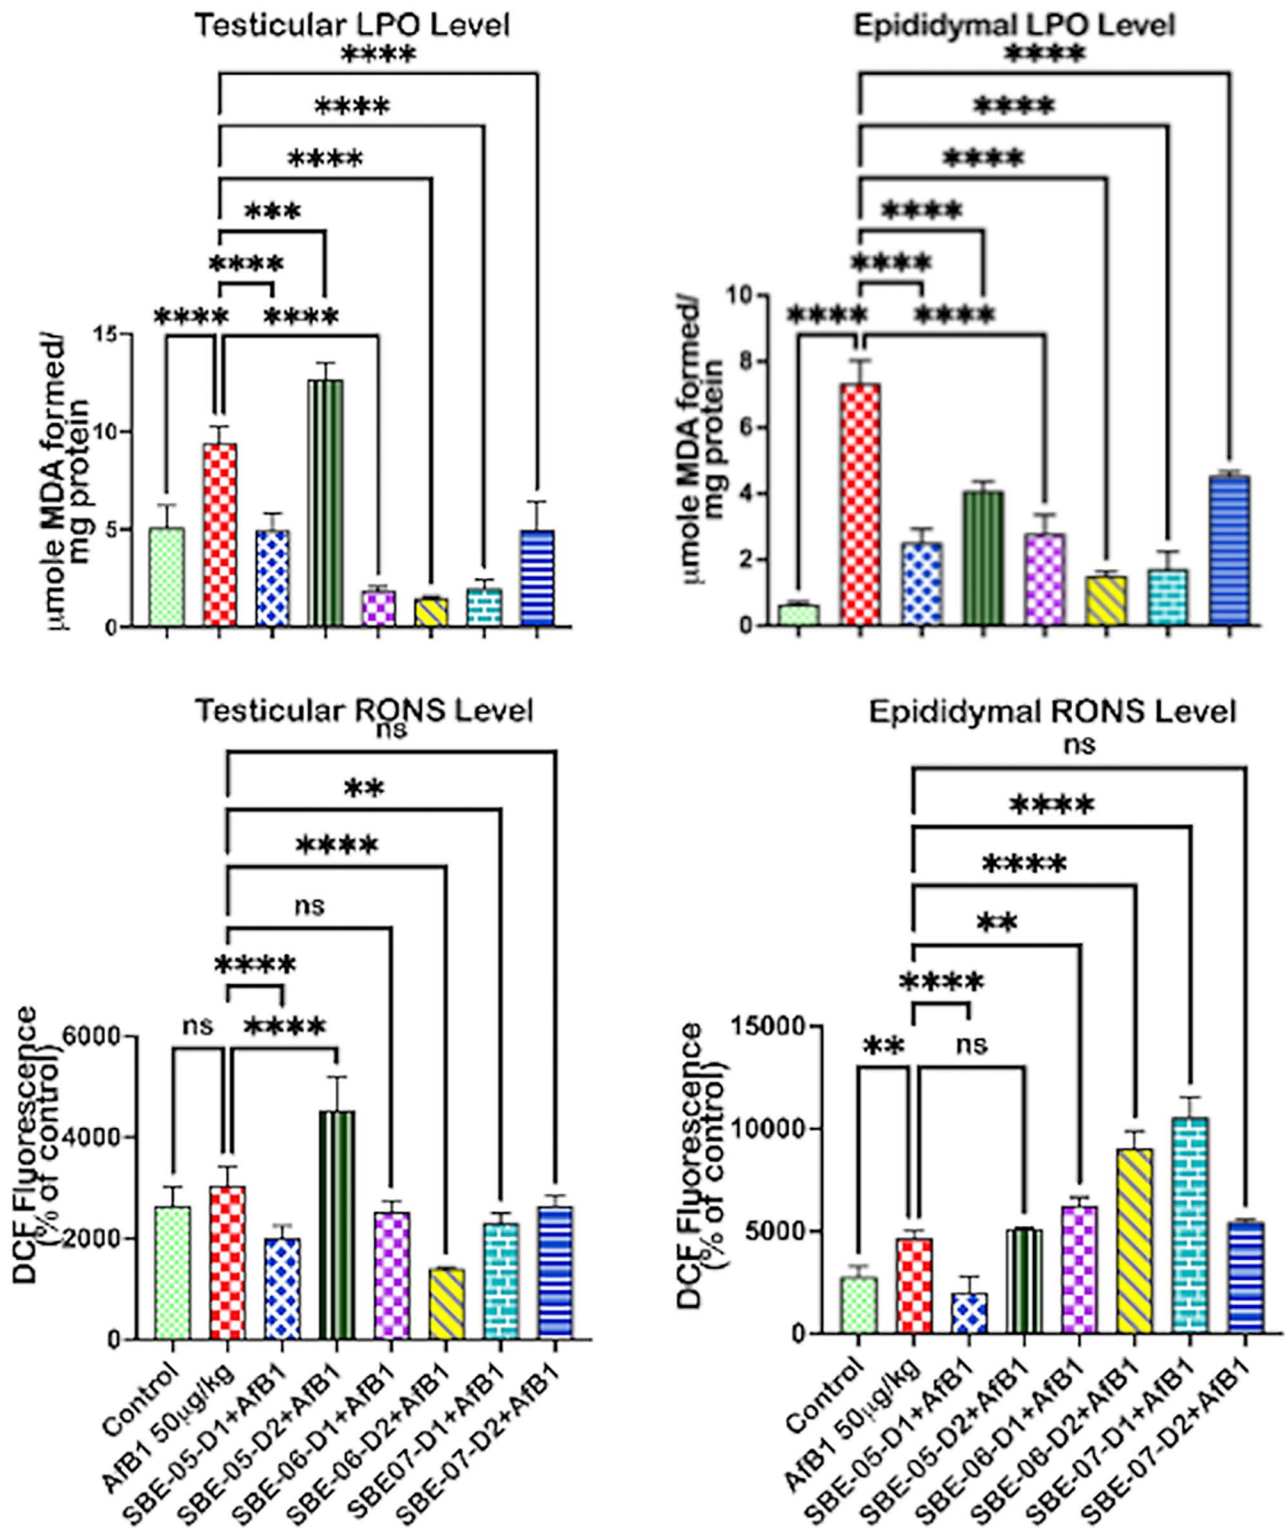 Testicular LPO Level
****
****
****
***
****
**** ****
μmole MDA formed/
mg protein
15
10
5
0
Epididymal LPO Level
****
****
****
****
****
**** ****
μmole MDA formed/
mg protein
10
8
6
4
2
0
Testicular RONS Level
ns
**
****
ns
****
ns ****
DCF Fluorescence
(% of control)
6000
4000
2000
0
Control
AfB1 50μg/kg
SBE-05-D1+AfB1
SBE-05-D2+AfB1
SBE-06-D1+AfB1
SBE-06-D2+AfB1
SBE07-D1+AfB1
SBE-07-D2+AfB1
Epididymal RONS Level
ns
****
****
**
****
** ns
DCF Fluorescence
(% of control)
15000
10000
5000
0
Control
AfB1 50μg/kg
SBE-05-D1+AfB1
SBE-05-D2+AfB1
SBE-06-D1+AfB1
SBE-06-D2+AfB1
SBE-07-D1+AfB1
SBE-07-D2+AfB1